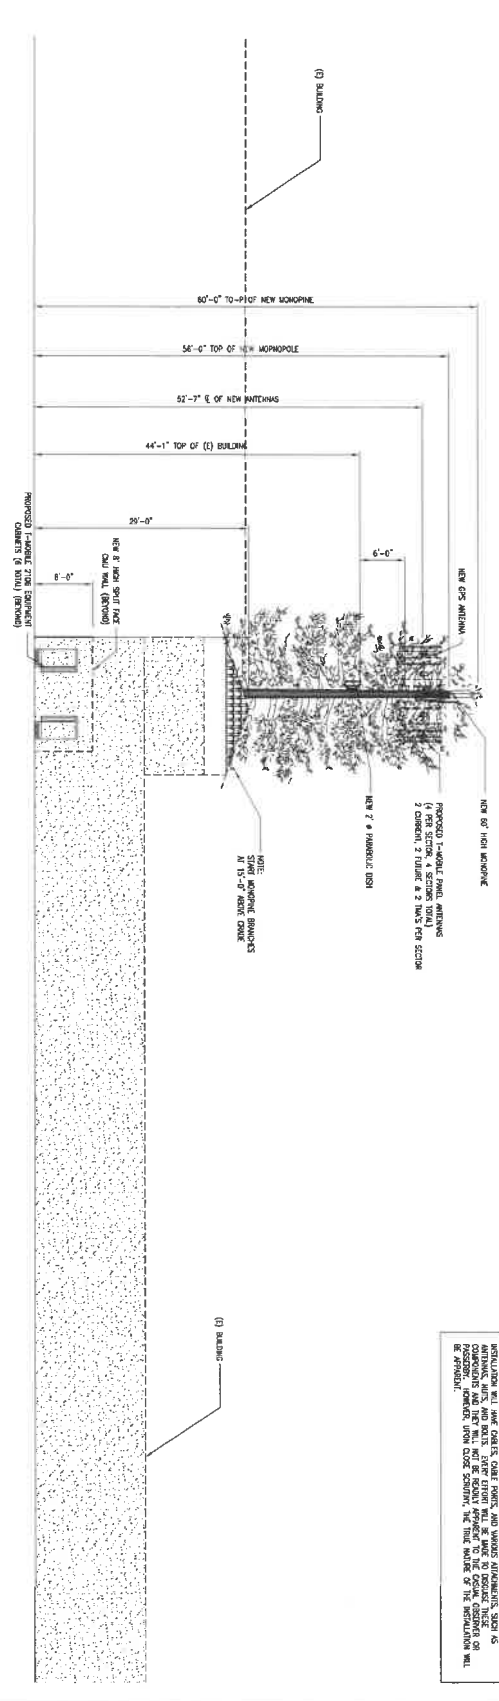 INSTALLATION WILL HAVE CABLES, CABLE PORTS, AND VARIOUS ATTACHMENTS, SUCH AS
ANTENNAS, NUTS, AND BOLTS. EVERY EFFORT WILL BE MADE TO DISGUISE THESE
COMPONENTS AND THEY WILL NOT BE READILY APPARENT TO THE CASUAL OBSERVER OR
PASSERBY. HOWEVER, UPON CLOSE SCRUTINY, THE TRUE NATURE OF THE INSTALLATION WILL
BE APPARENT.
NEW 60' HIGH MONOPINE
NEW GPS ANTENNA
PROPOSED T-MOBILE PANEL ANTENNAS
(4 PER SECTOR, 4 SECTORS TOTAL)
2 CURRENT, 2 FUTURE & 2 TMA'S PER SECTOR
NEW 2' ø PARABOLIC DISH
NOTE:
START MONOPINE BRANCHES
AT 15'-0" ABOVE GRADE
(E) BUILDING
(E) BUILDING
60'-0" TO-P OF NEW MONOPINE
56'-0" TOP OF NEW MOPNOPOLE
52'-7" ℄ OF NEW ANTENNAS
44'-1" TOP OF (E) BUILDING
29'-0"
6'-0"
8'-0"
NEW 8' HIGH SPLIT FACE
CMU WALL (BEYOND)
PROPOSED T-MOBILE 2106 EQUIPMENT
CABINETS (6 TOTAL) (BEYOND)